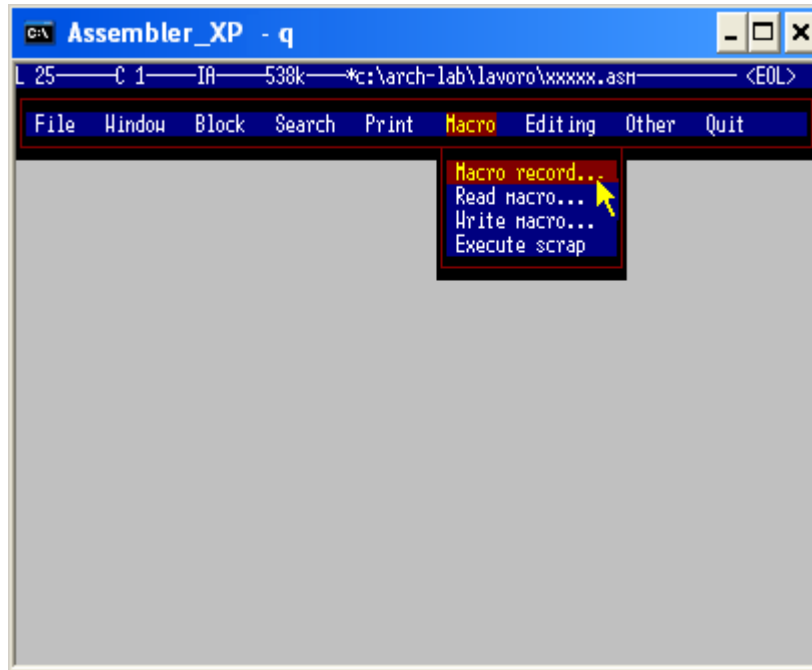 Assembler_XP - q
L 25 C 1 IA 538k *c:\arch-lab\lavoro\xxxxx.asm <EOL>
File Window Block Search Print Macro Editing Other Quit
Macro record...
Read macro...
Write macro...
Execute scrap